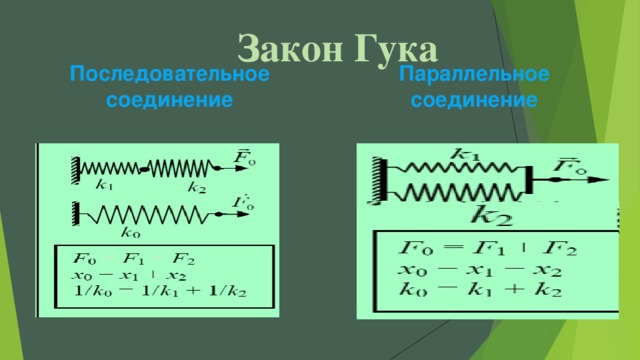 Закон Гука
Последовательное
соединение
F₀
k₁ k₂
F₀
k₀
F₀ F₁ F₂
x₀ = x₁ + x₂
1/k₀ = 1/k₁ + 1/k₂
Параллельное
соединение
k₁
F₀
k₂
F₀ = F₁ + F₂
x₀ = x₁ = x₂
k₀ = k₁ + k₂